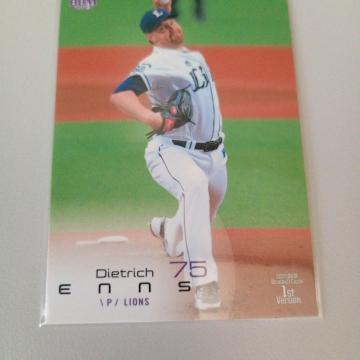 Dietrich 75
ENNS
\P/ LIONS
1st
Version